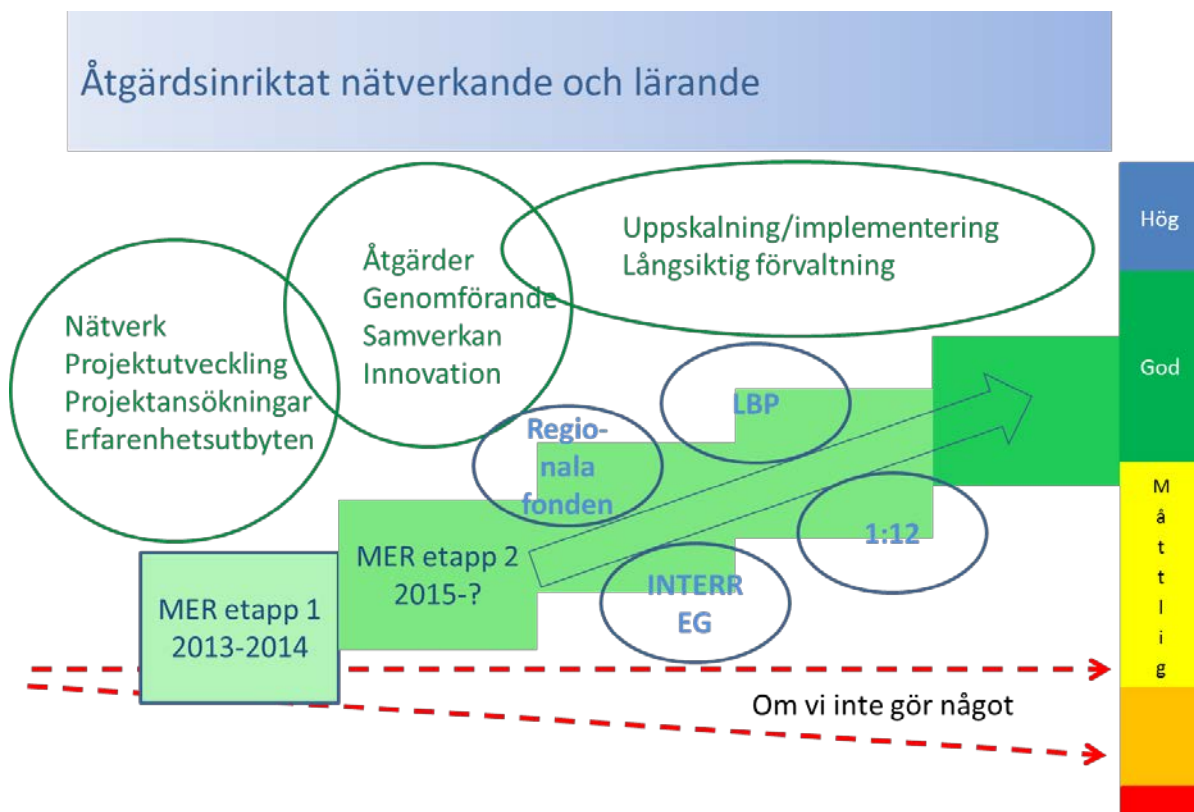 Åtgärdsinriktat nätverkande och lärande
Nätverk
Projektutveckling
Projektansökningar
Erfarenhetsutbyten
Åtgärder
Genomförande
Samverkan
Innovation
Uppskalning/implementering
Långsiktig förvaltning
Hög
God
M
å
t
t
l
i
g
LBP
Regio-
nala
fonden
1:12
INTERR
EG
MER etapp 2
2015-?
MER etapp 1
2013-2014
Om vi inte gör något